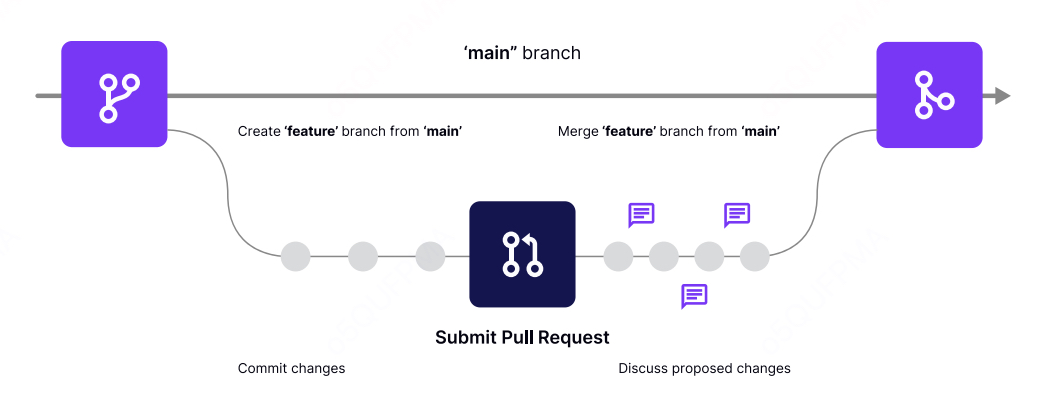 ‘main” branch
Create ‘feature’ branch from ‘main’
Merge ‘feature’ branch from ‘main’
Submit Pull Request
Commit changes
Discuss proposed changes